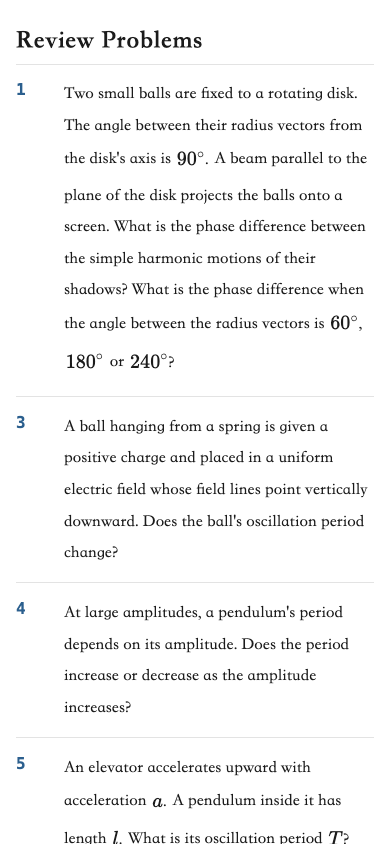 Review Problems
1
Two small balls are fixed to a rotating disk.
The angle between their radius vectors from
the disk's axis is 90°. A beam parallel to the
plane of the disk projects the balls onto a
screen. What is the phase difference between
the simple harmonic motions of their
shadows? What is the phase difference when
the angle between the radius vectors is 60°,
180° or 240°?
3
A ball hanging from a spring is given a
positive charge and placed in a uniform
electric field whose field lines point vertically
downward. Does the ball's oscillation period
change?
4
At large amplitudes, a pendulum's period
depends on its amplitude. Does the period
increase or decrease as the amplitude
increases?
5
An elevator accelerates upward with
acceleration a. A pendulum inside it has
length l. What is its oscillation period T?